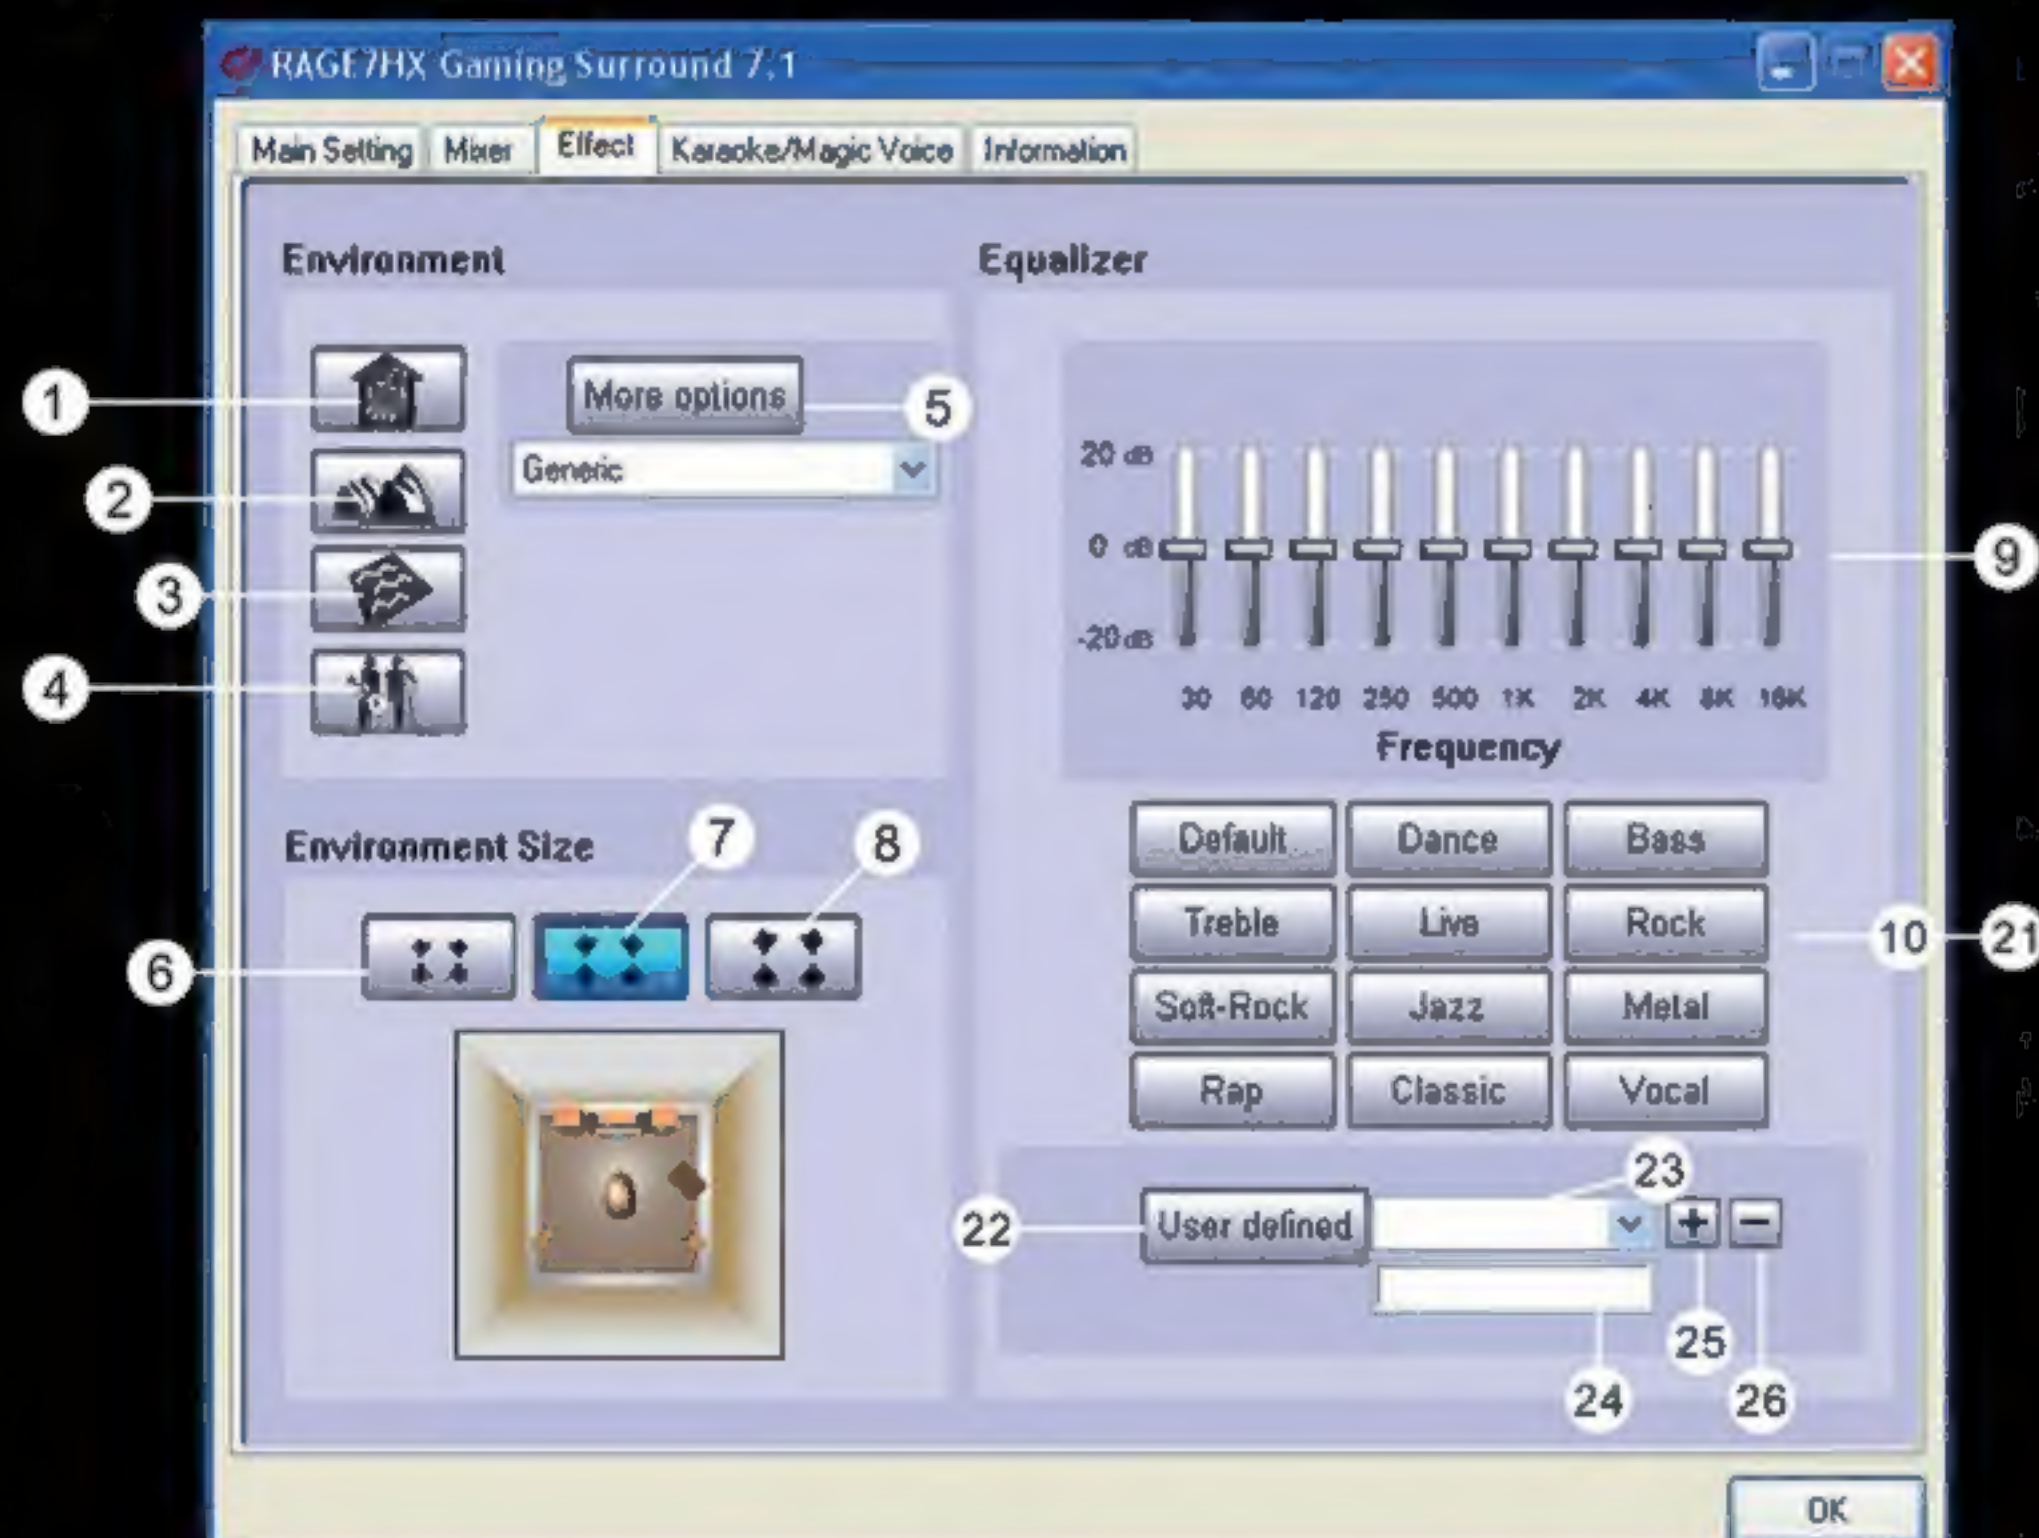 RAGE7HX Gaming Surround 7.1
Main Setting Mixer Effect Karaoke/Magic Voice Information
Environment
1
2
3
4
More options
5
Generic
Environment Size
6
7
8
Equalizer
20 dB
0 dB
-20 dB
9
30 60 120 250 500 1K 2K 4K 8K 16K
Frequency
Default Dance Bass
Treble Live Rock
10 21
Soft-Rock Jazz Metal
Rap Classic Vocal
22
User defined
23
+ −
24
25
26
OK